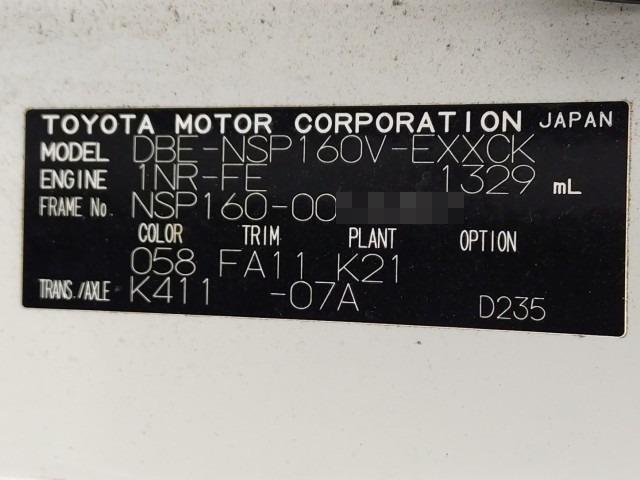 TOYOTA MOTOR CORPORATION JAPAN
MODEL DBE-NSP160V-EXXCK
ENGINE 1NR-FE 1329 mL
FRAME No. NSP160-00
COLOR TRIM PLANT OPTION
058 FA11 K21
TRANS./AXLE K411 -07A
D235